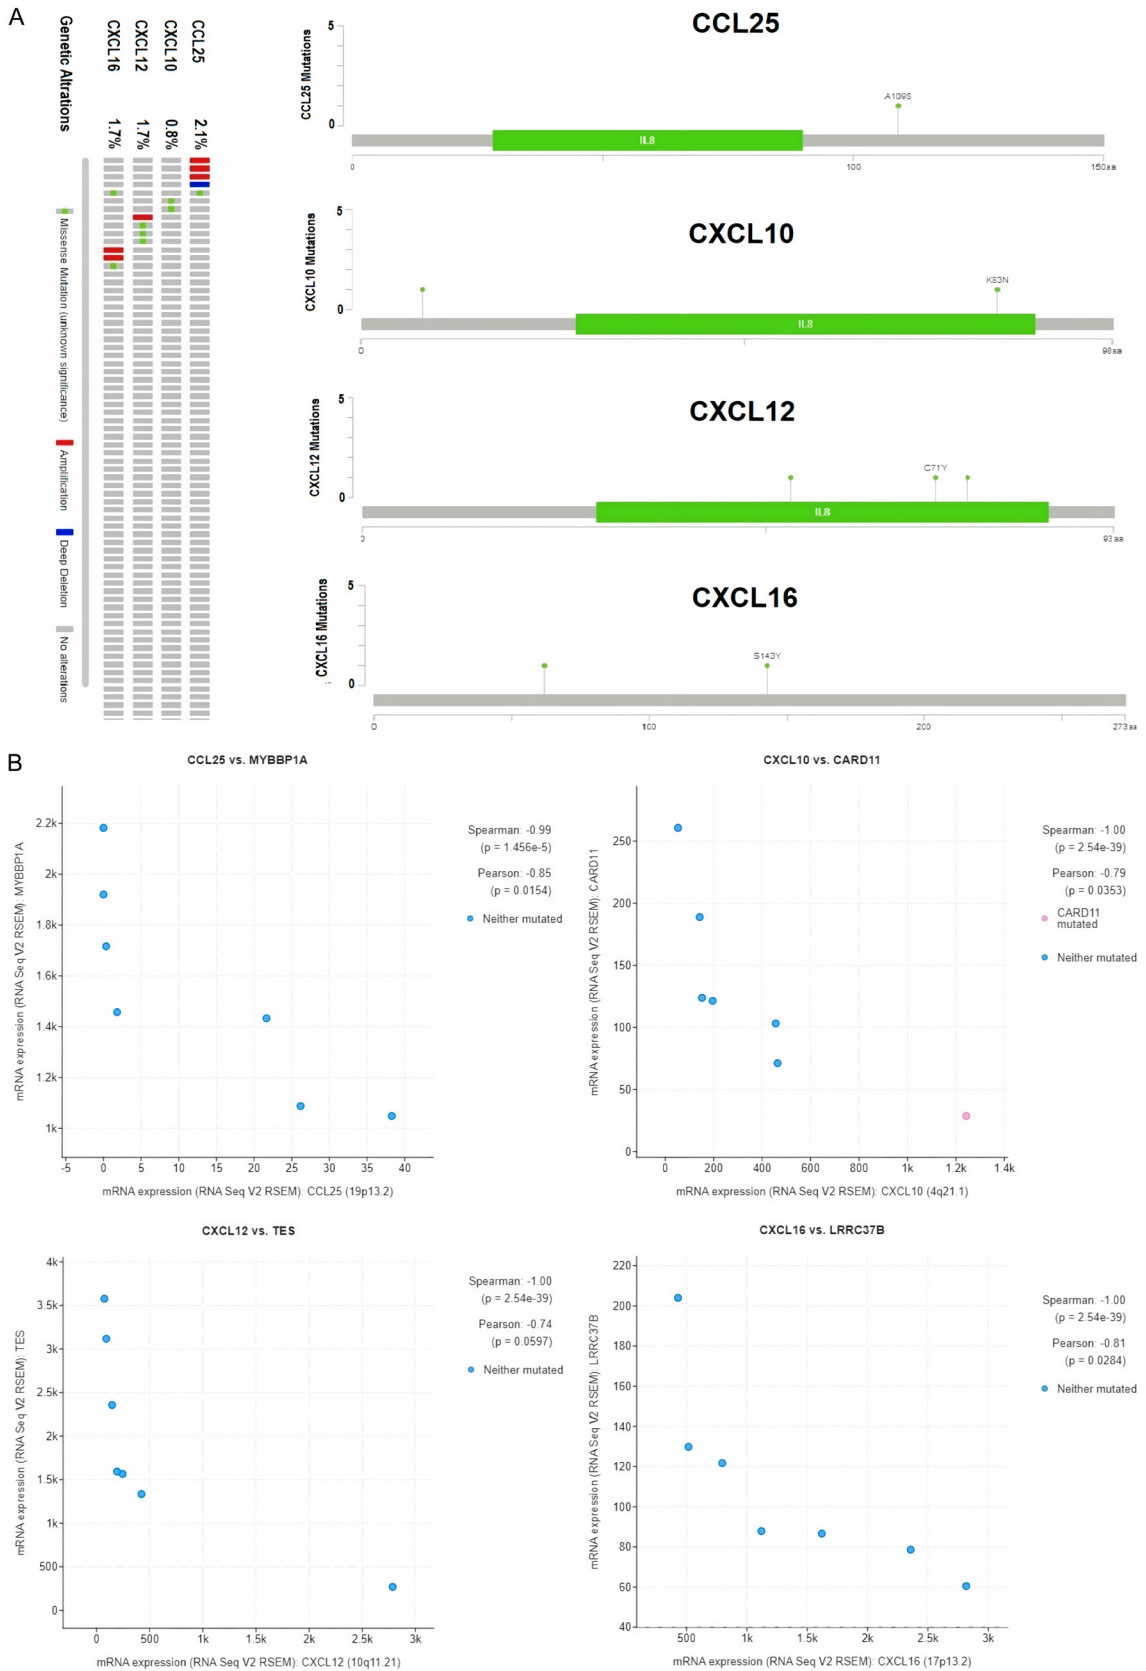 A
Genetic Altrations
CXCL16 1.7%
CXCL12 1.7%
CXCL10 0.8%
CCL25 2.1%
Missense Mutation (unknown significance)
Amplification
Deep Deletion
No alterations
CCL25
CCL25 Mutations
5
0
A109S
IL8
0
100
150aa
CXCL10
CXCL10 Mutations
5
0
K83N
IL8
0
98aa
CXCL12
CXCL12 Mutations
5
0
C71Y
IL8
0
93aa
CXCL16
CXCL16 Mutations
5
0
S143Y
0
100
200
273aa
B
CCL25 vs. MYBBP1A
mRNA expression (RNA Seq V2 RSEM): MYBBP1A
2.2k
2k
1.8k
1.6k
1.4k
1.2k
1k
-5 0 5 10 15 20 25 30 35 40
mRNA expression (RNA Seq V2 RSEM): CCL25 (19p13.2)
Spearman: -0.99
(p = 1.456e-5)
Pearson: -0.85
(p = 0.0154)
Neither mutated
CXCL10 vs. CARD11
mRNA expression (RNA Seq V2 RSEM): CARD11
250
200
150
100
50
0
0 200 400 600 800 1k 1.2k 1.4k
mRNA expression (RNA Seq V2 RSEM): CXCL10 (4q21.1)
Spearman: -1.00
(p = 2.54e-39)
Pearson: -0.79
(p = 0.0353)
CARD11
mutated
Neither mutated
CXCL12 vs. TES
mRNA expression (RNA Seq V2 RSEM): TES
4k
3.5k
3k
2.5k
2k
1.5k
1k
500
0
0 500 1k 1.5k 2k 2.5k 3k
mRNA expression (RNA Seq V2 RSEM): CXCL12 (10q11.21)
Spearman: -1.00
(p = 2.54e-39)
Pearson: -0.74
(p = 0.0597)
Neither mutated
CXCL16 vs. LRRC37B
mRNA expression (RNA Seq V2 RSEM): LRRC37B
220
200
180
160
140
120
100
80
60
40
500 1k 1.5k 2k 2.5k 3k
mRNA expression (RNA Seq V2 RSEM): CXCL16 (17p13.2)
Spearman: -1.00
(p = 2.54e-39)
Pearson: -0.81
(p = 0.0284)
Neither mutated